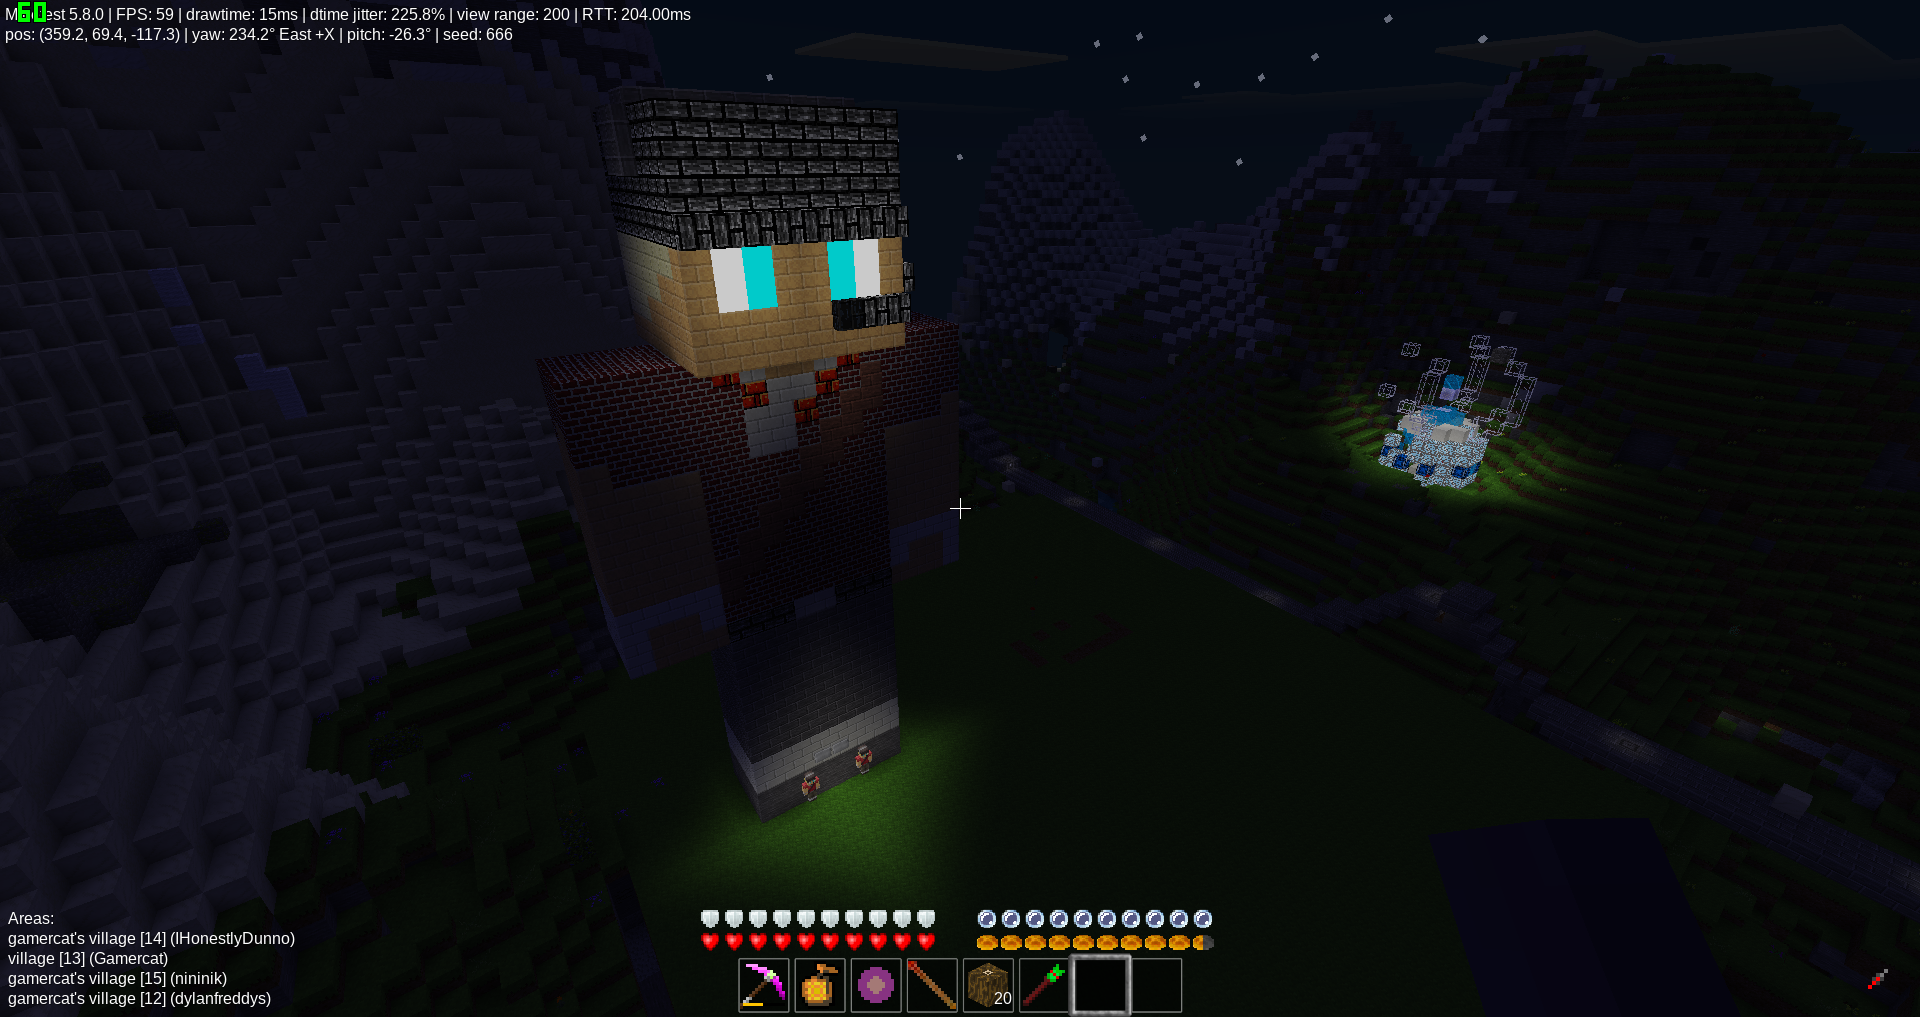 60
est 5.8.0 | FPS: 59 | drawtime: 15ms | dtime jitter: 225.8% | view range: 200 | RTT: 204.00ms
pos: (359.2, 69.4, -117.3) | yaw: 234.2° East +X | pitch: -26.3° | seed: 666
Areas:
gamercat's village [14] (IHonestlyDunno)
village [13] (Gamercat)
gamercat's village [15] (nininik)
gamercat's village [12] (dylanfreddys)
20